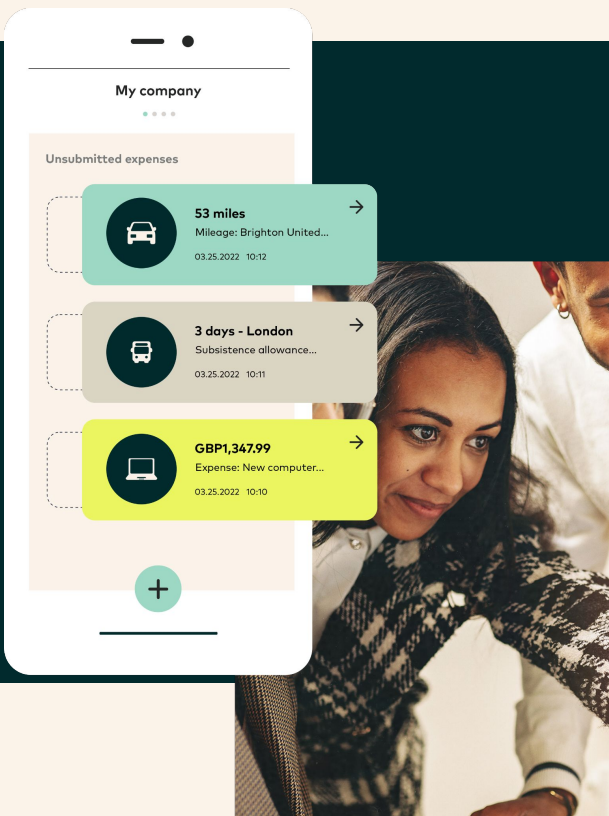 My company
Unsubmitted expenses
53 miles
Mileage: Brighton United...
03.25.2022 10:12
3 days - London
Subsistence allowance...
03.25.2022 10:11
GBP1,347.99
Expense: New computer...
03.25.2022 10:10